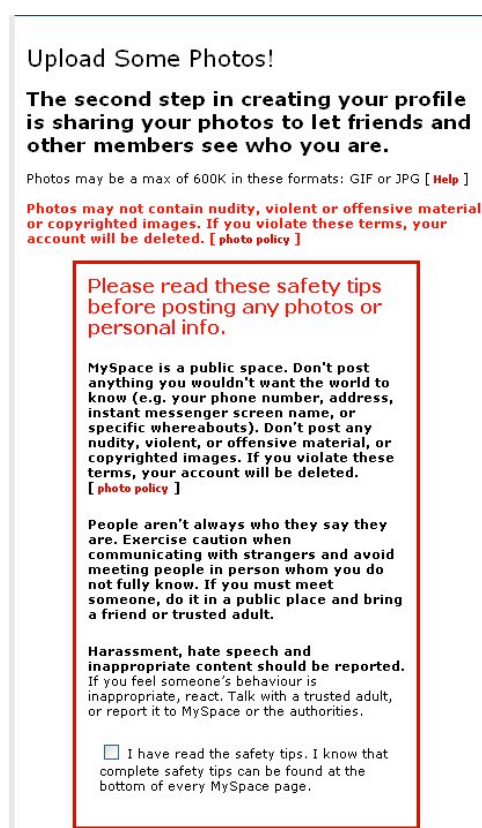 Upload Some Photos!
The second step in creating your profile
is sharing your photos to let friends and
other members see who you are.
Photos may be a max of 600K in these formats: GIF or JPG [ Help ]
Photos may not contain nudity, violent or offensive material
or copyrighted images. If you violate these terms, your
account will be deleted. [ photo policy ]
Please read these safety tips
before posting any photos or
personal info.
MySpace is a public space. Don't post
anything you wouldn't want the world to
know (e.g. your phone number, address,
instant messenger screen name, or
specific whereabouts). Don't post any
nudity, violent, or offensive material, or
copyrighted images. If you violate these
terms, your account will be deleted.
[ photo policy ]
People aren't always who they say they
are. Exercise caution when
communicating with strangers and avoid
meeting people in person whom you do
not fully know. If you must meet
someone, do it in a public place and bring
a friend or trusted adult.
Harassment, hate speech and
inappropriate content should be reported.
If you feel someone's behaviour is
inappropriate, react. Talk with a trusted adult,
or report it to MySpace or the authorities.
I have read the safety tips. I know that
complete safety tips can be found at the
bottom of every MySpace page.